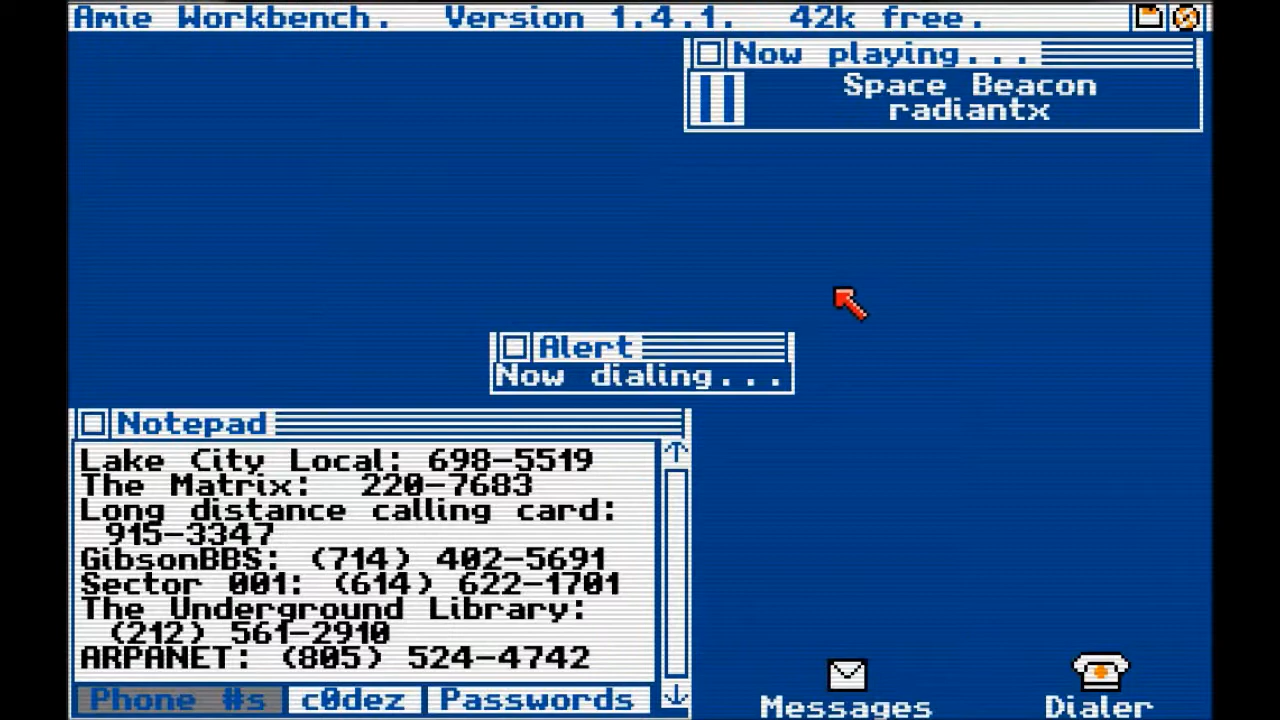 Amie Workbench. Version 1.4.1. 42k free.
Now playing...
Space Beacon
radiantx
Alert
Now dialing...
Notepad
Lake City Local: 698-5519
The Matrix: 220-7683
Long distance calling card:
915-3347
GibsonBBS: (714) 402-5691
Sector 001: (614) 622-1701
The Underground Library:
(212) 561-2910
ARPANET: (805) 524-4742
Phone #s c0dez Passwords
Messages Dialer